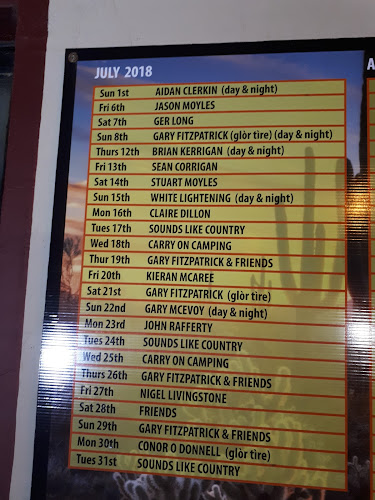 JULY 2018
A
Sun 1st AIDAN CLERKIN (day & night)
Fri 6th JASON MOYLES
Sat 7th GER LONG
Sun 8th GARY FITZPATRICK (glòr tìre) (day & night)
Thurs 12th BRIAN KERRIGAN (day & night)
Fri 13th SEAN CORRIGAN
Sat 14th STUART MOYLES
Sun 15th WHITE LIGHTENING (day & night)
Mon 16th CLAIRE DILLON
Tues 17th SOUNDS LIKE COUNTRY
Wed 18th CARRY ON CAMPING
Thur 19th GARY FITZPATRICK & FRIENDS
Fri 20th KIERAN MCAREE
Sat 21st GARY FITZPATRICK (glòr tìre)
Sun 22nd GARY MCEVOY (day & night)
Mon 23rd JOHN RAFFERTY
Tues 24th SOUNDS LIKE COUNTRY
Wed 25th CARRY ON CAMPING
Thurs 26th GARY FITZPATRICK & FRIENDS
Fri 27th NIGEL LIVINGSTONE
Sat 28th FRIENDS
Sun 29th GARY FITZPATRICK & FRIENDS
Mon 30th CONOR O DONNELL (glòr tìre)
Tues 31st SOUNDS LIKE COUNTRY